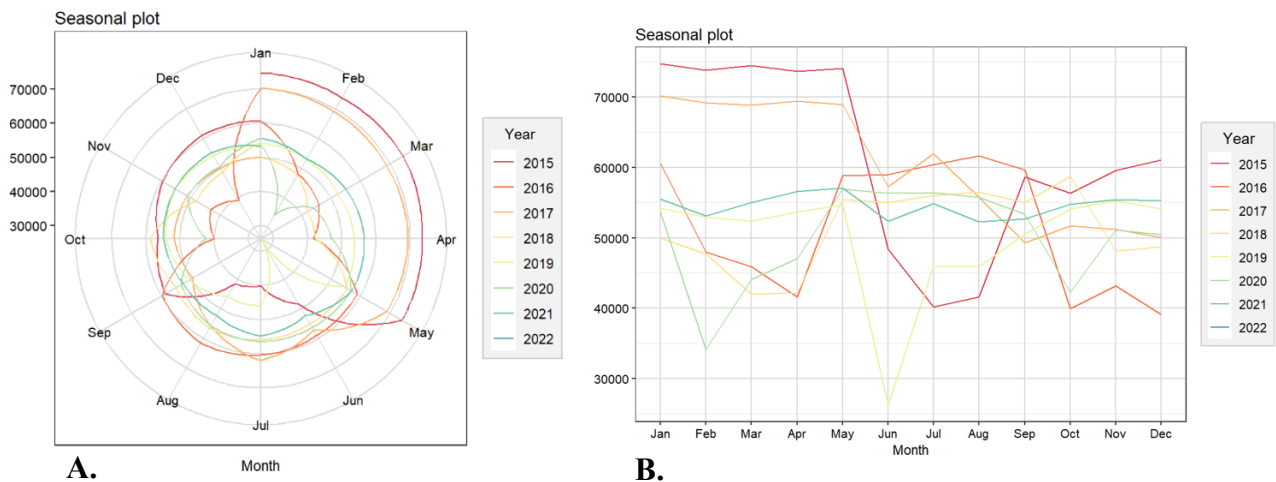 Seasonal plot
Jan
Feb
Mar
Apr
May
Jun
Jul
Aug
Sep
Oct
Nov
Dec
70000
60000
50000
40000
30000
Month
Year
2015
2016
2017
2018
2019
2020
2021
2022
A.
Seasonal plot
70000
60000
50000
40000
30000
Jan Feb Mar Apr May Jun Jul Aug Sep Oct Nov Dec
Month
Year
2015
2016
2017
2018
2019
2020
2021
2022
B.